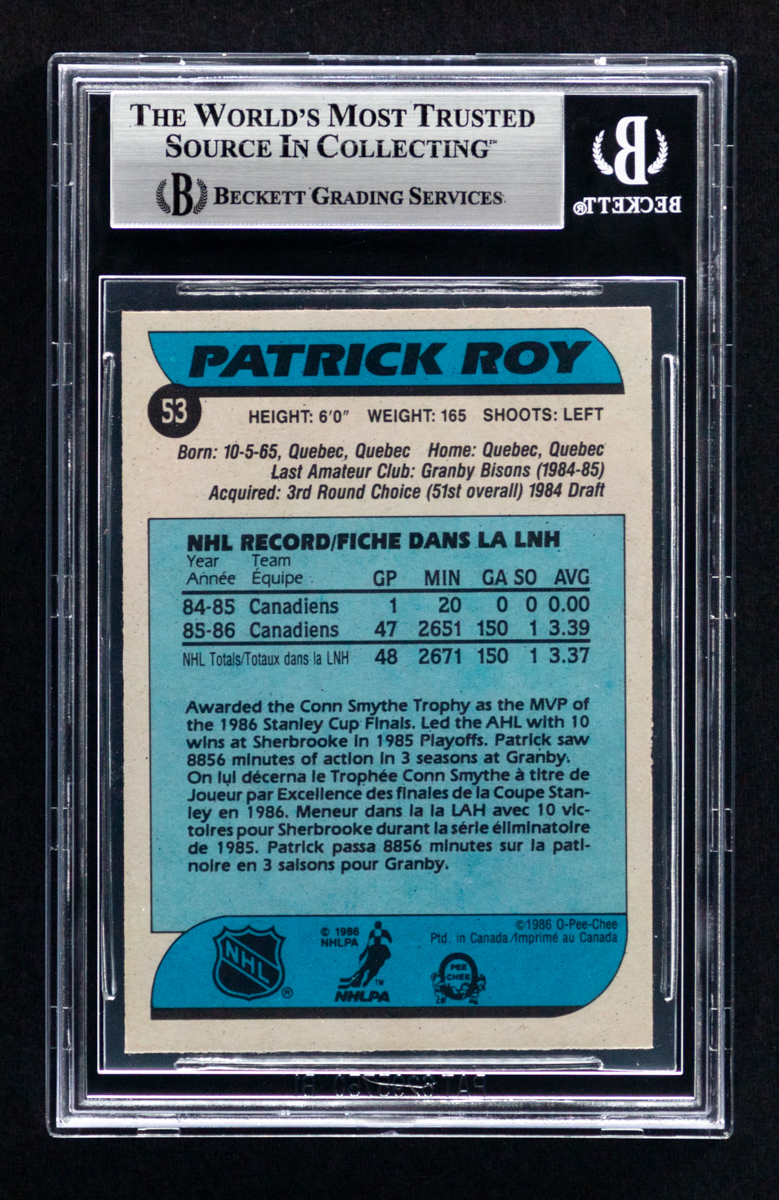 THE WORLD'S MOST TRUSTED
SOURCE IN COLLECTING™
B BECKETT GRADING SERVICES
B
BECKETT®
PATRICK ROY
53
HEIGHT: 6'0" WEIGHT: 165 SHOOTS: LEFT
Born: 10-5-65, Quebec, Quebec Home: Quebec, Quebec
Last Amateur Club: Granby Bisons (1984-85)
Acquired: 3rd Round Choice (51st overall) 1984 Draft
NHL RECORD/FICHE DANS LA LNH
Year Team
Année Équipe GP MIN GA SO AVG
84-85 Canadiens 1 20 0 0 0.00
85-86 Canadiens 47 2651 150 1 3.39
NHL Totals/Totaux dans la LNH 48 2671 150 1 3.37
Awarded the Conn Smythe Trophy as the MVP of
the 1986 Stanley Cup Finals. Led the AHL with 10
wins at Sherbrooke in 1985 Playoffs. Patrick saw
8856 minutes of action in 3 seasons at Granby.
On lui décerna le Trophée Conn Smythe à titre de
Joueur par Excellence des finales de la Coupe Stan-
ley en 1986. Meneur dans la la LAH avec 10 vic-
toires pour Sherbrooke durant la série éliminatoire
de 1985. Patrick passa 8856 minutes sur la pati-
noire en 3 saisons pour Granby.
NHL®
© 1986
NHLPA
NHLPA™
©1986 O-Pee-Chee
Ptd. in Canada/Imprimé au Canada
PEE
CHEE